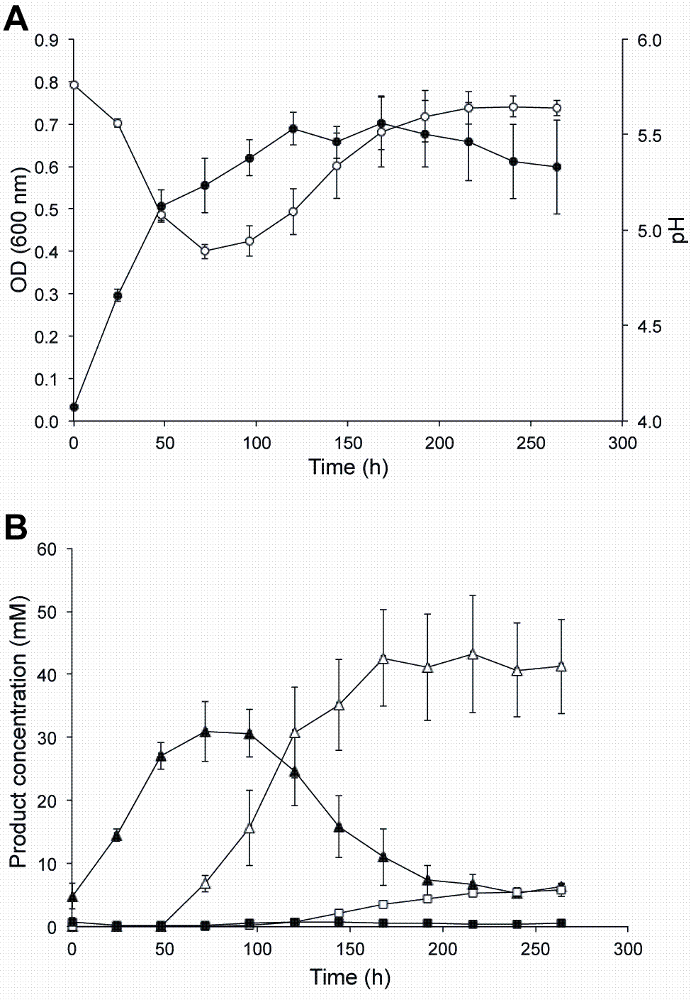 A
0.9
0.8
0.7
0.6
0.5
0.4
0.3
0.2
0.1
0.0
OD (600 nm)
6.0
5.5
5.0
4.5
4.0
pH
0 50 100 150 200 250 300
Time (h)
B
60
50
40
30
20
10
0
Product concentration (mM)
0 50 100 150 200 250 300
Time (h)